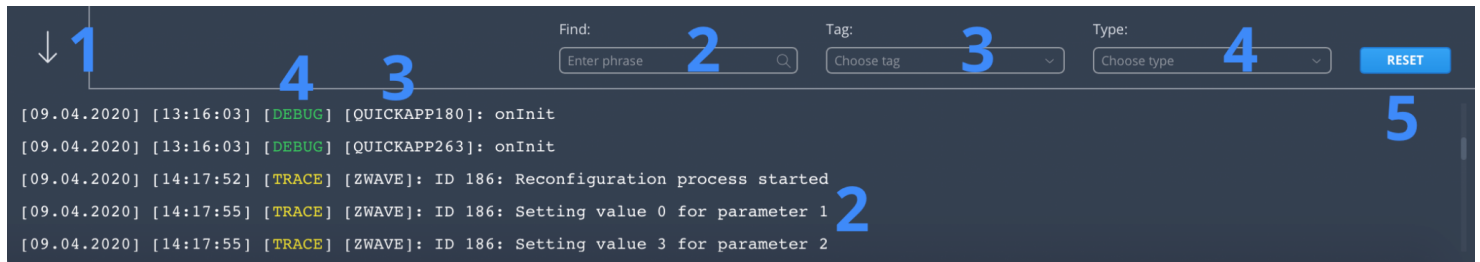 Find: Tag: Type:
1 2 3 4
Enter phrase Choose tag Choose type RESET
4 3
[09.04.2020] [13:16:03] [DEBUG] [QUICKAPP180]: onInit
5
[09.04.2020] [13:16:03] [DEBUG] [QUICKAPP263]: onInit
[09.04.2020] [14:17:52] [TRACE] [ZWAVE]: ID 186: Reconfiguration process started
[09.04.2020] [14:17:55] [TRACE] [ZWAVE]: ID 186: Setting value 0 for parameter 1
2
[09.04.2020] [14:17:55] [TRACE] [ZWAVE]: ID 186: Setting value 3 for parameter 2